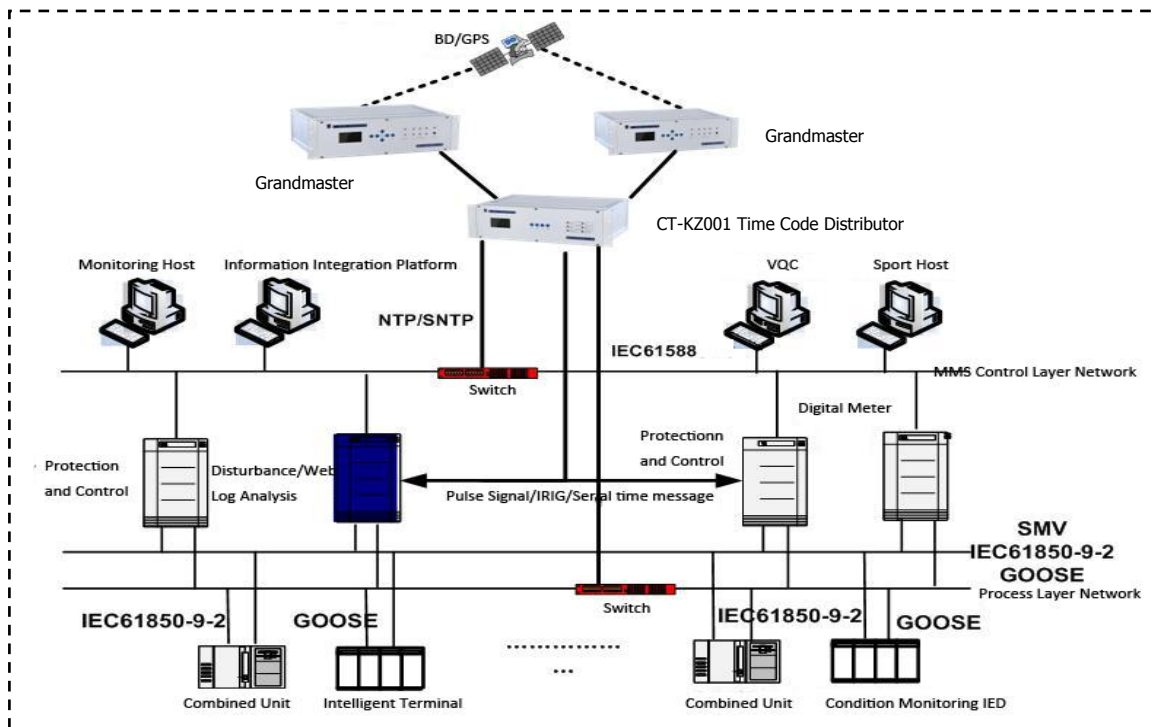 BD/GPS
Grandmaster
Grandmaster
CT-KZ001 Time Code Distributor
Monitoring Host
Information Integration Platform
VQC
Sport Host
NTP/SNTP
IEC61588
MMS Control Layer Network
Switch
Digital Meter
Protection
and Control
Disturbance/Web
Log Analysis
Protectionn
and Control
Pulse Signal/IRIG/Serial time message
SMV
IEC61850-9-2
GOOSE
Process Layer Network
Switch
IEC61850-9-2
GOOSE
IEC61850-9-2
GOOSE
Combined Unit
Intelligent Terminal
Combined Unit
Condition Monitoring IED